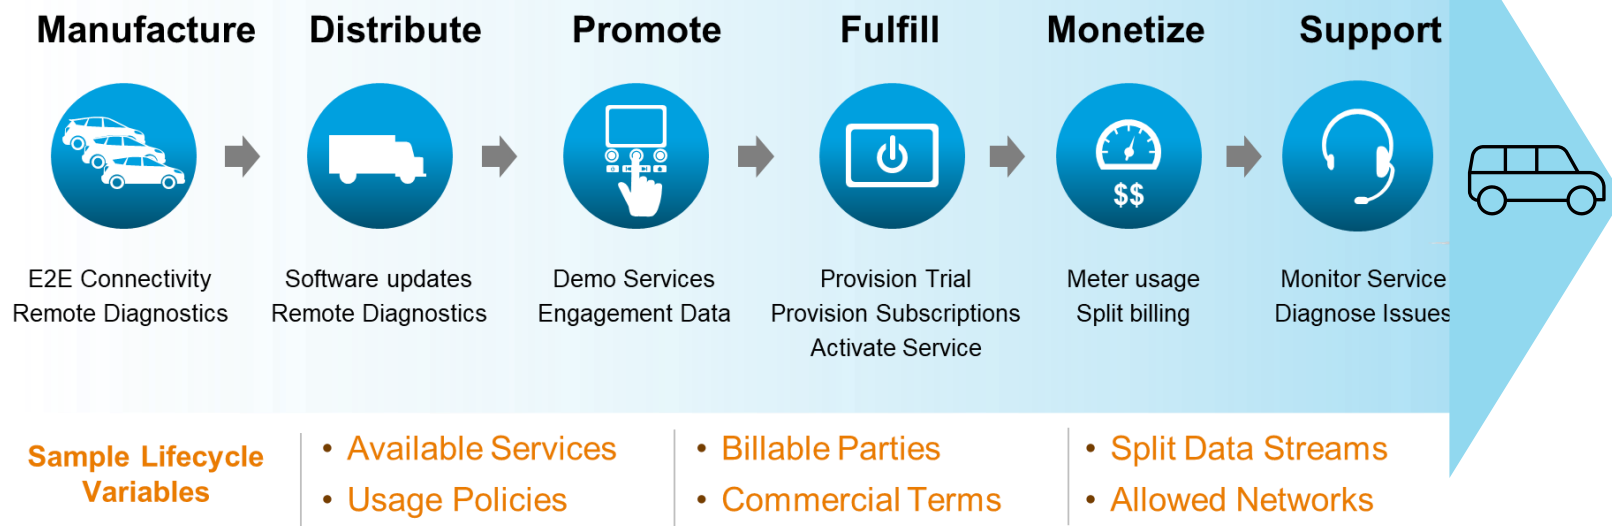 Manufacture
Distribute
Promote
Fulfill
Monetize
Support
$$
E2E Connectivity
Remote Diagnostics
Software updates
Remote Diagnostics
Demo Services
Engagement Data
Provision Trial
Provision Subscriptions
Activate Service
Meter usage
Split billing
Monitor Service
Diagnose Issues
Sample Lifecycle
Variables
• Available Services
• Usage Policies
• Billable Parties
• Commercial Terms
• Split Data Streams
• Allowed Networks